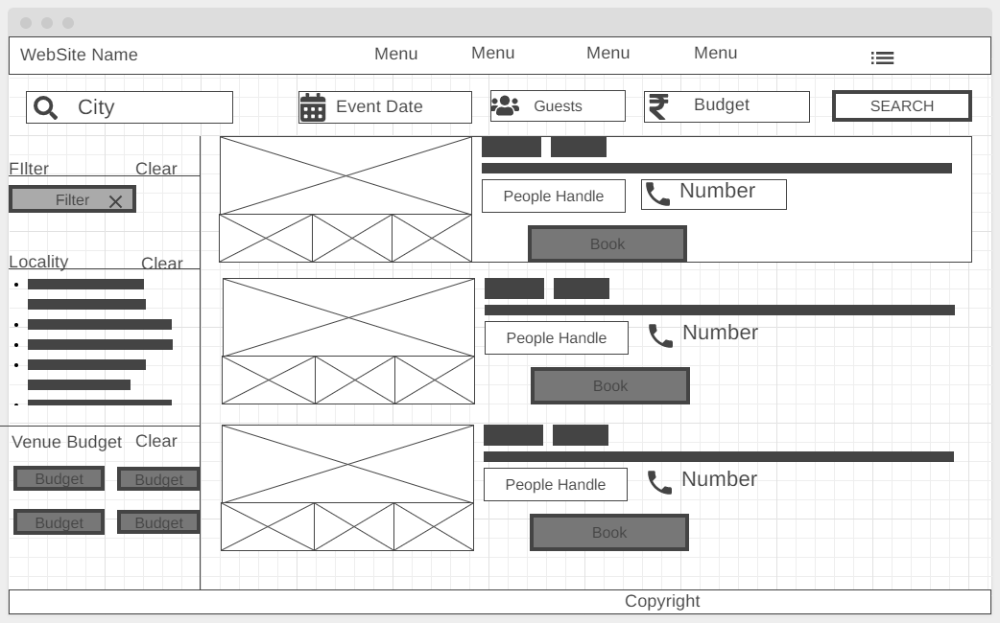 WebSite Name Menu Menu Menu Menu
City Event Date Guests Budget SEARCH
FIlter Clear
Filter
Locality Clear
Venue Budget Clear
Budget Budget
Budget Budget
People Handle Number
Book
People Handle Number
Book
People Handle Number
Book
Copyright